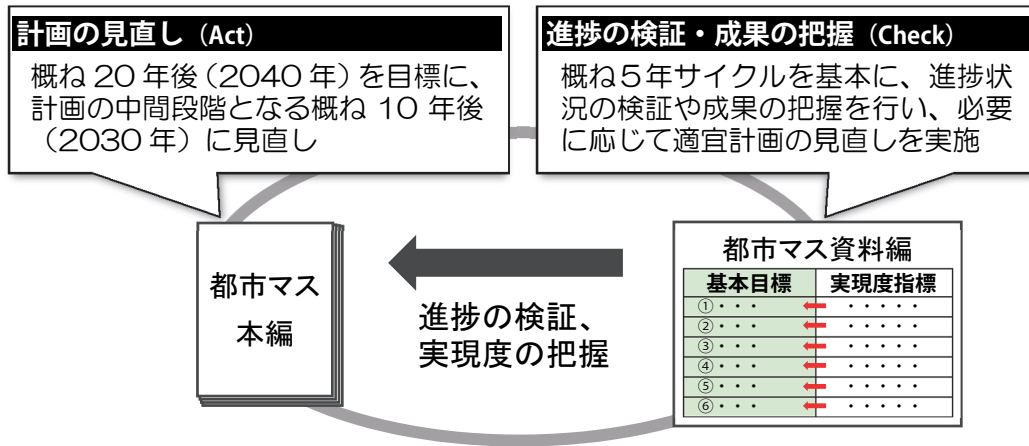 計画の見直し（Act）
概ね 20 年後（2040 年）を目標に、
計画の中間段階となる概ね 10 年後
（2030 年）に見直し
進捗の検証・成果の把握（Check）
概ね５年サイクルを基本に、進捗状
況の検証や成果の把握を行い、必要
に応じて適宜計画の見直しを実施
都市マス
本編
進捗の検証、
実現度の把握
都市マス資料編
基本目標 実現度指標
①・・・ ・・・・・
②・・・ ・・・・・
③・・・ ・・・・・
④・・・ ・・・・・
⑤・・・ ・・・・・
⑥・・・ ・・・・・